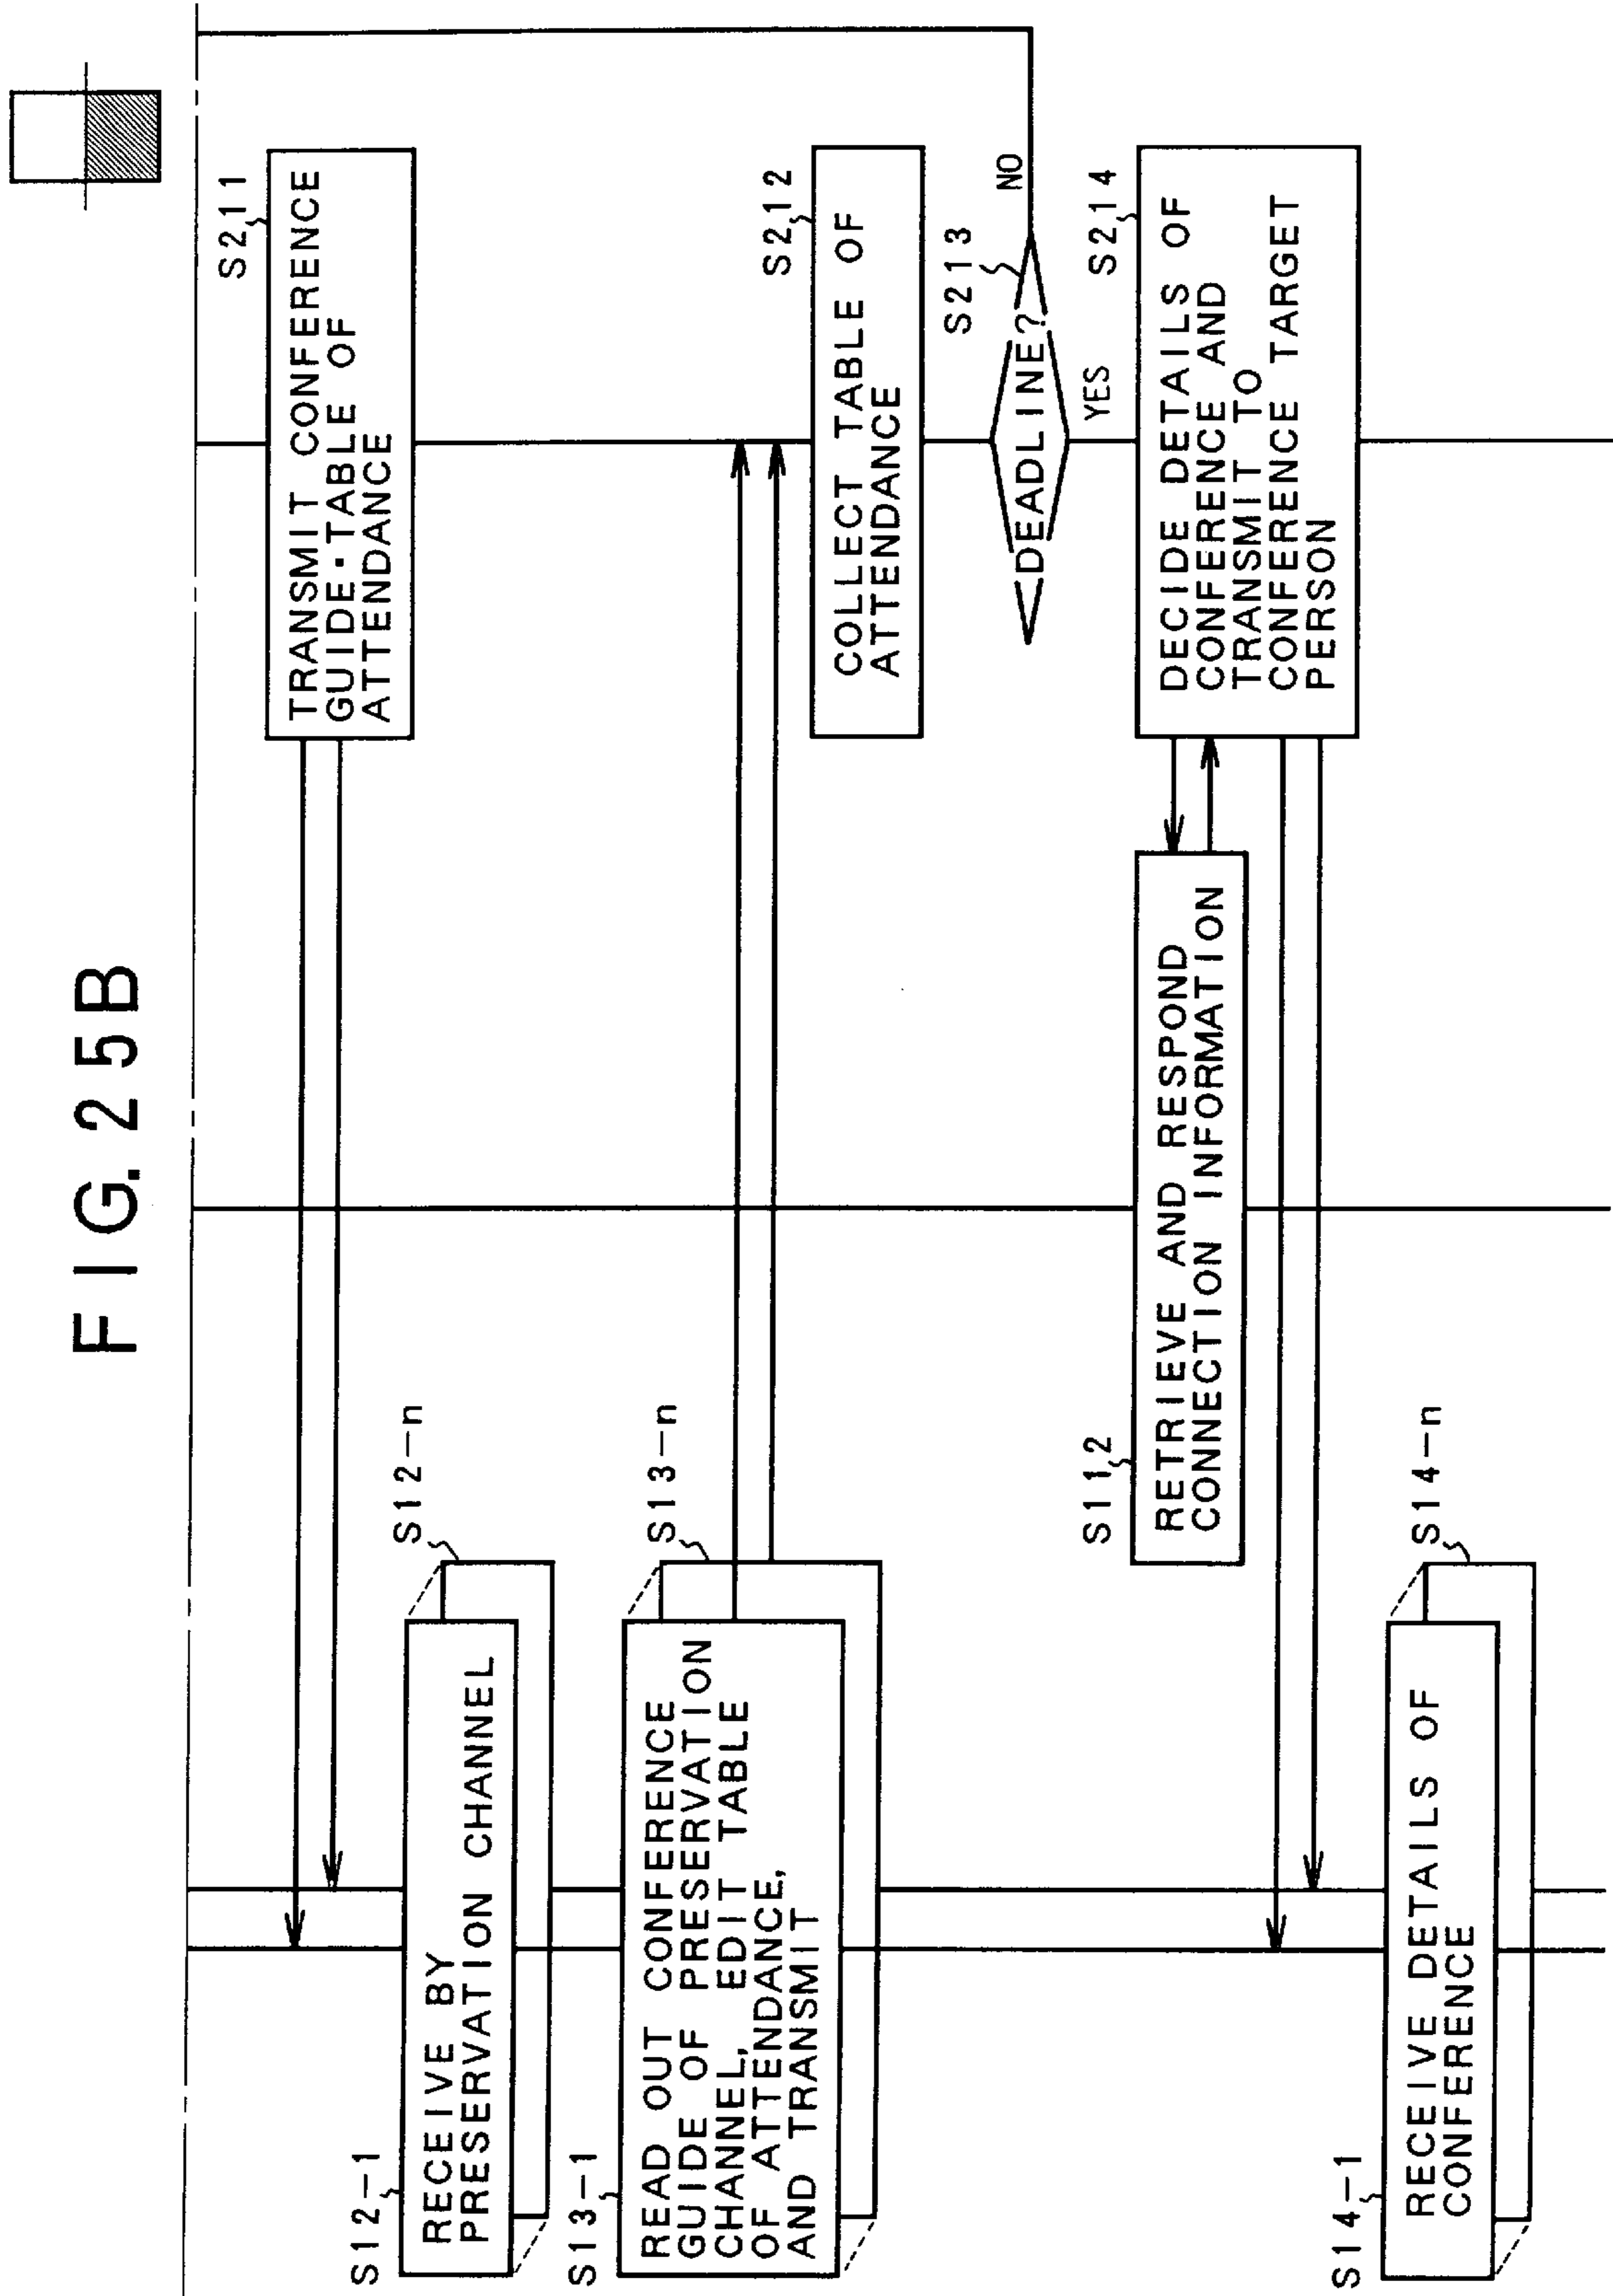 FIG. 25B
S211
TRANSMIT CONFERENCE
GUIDE·TABLE OF
ATTENDANCE
S12-1
S12-n
RECEIVE BY
PRESERVATION CHANNEL
S13-1
S13-n
READ OUT CONFERENCE
GUIDE OF PRESERVATION
CHANNEL, EDIT TABLE
OF ATTENDANCE,
AND TRANSMIT
S212
COLLECT TABLE OF
ATTENDANCE
S213
DEADLINE?
NO
YES
S112
RETRIEVE AND RESPOND
CONNECTION INFORMATION
S214
DECIDE DETAILS OF
CONFERENCE AND
TRANSMIT TO
CONFERENCE TARGET
PERSON
S14-1
S14-n
RECEIVE DETAILS OF
CONFERENCE